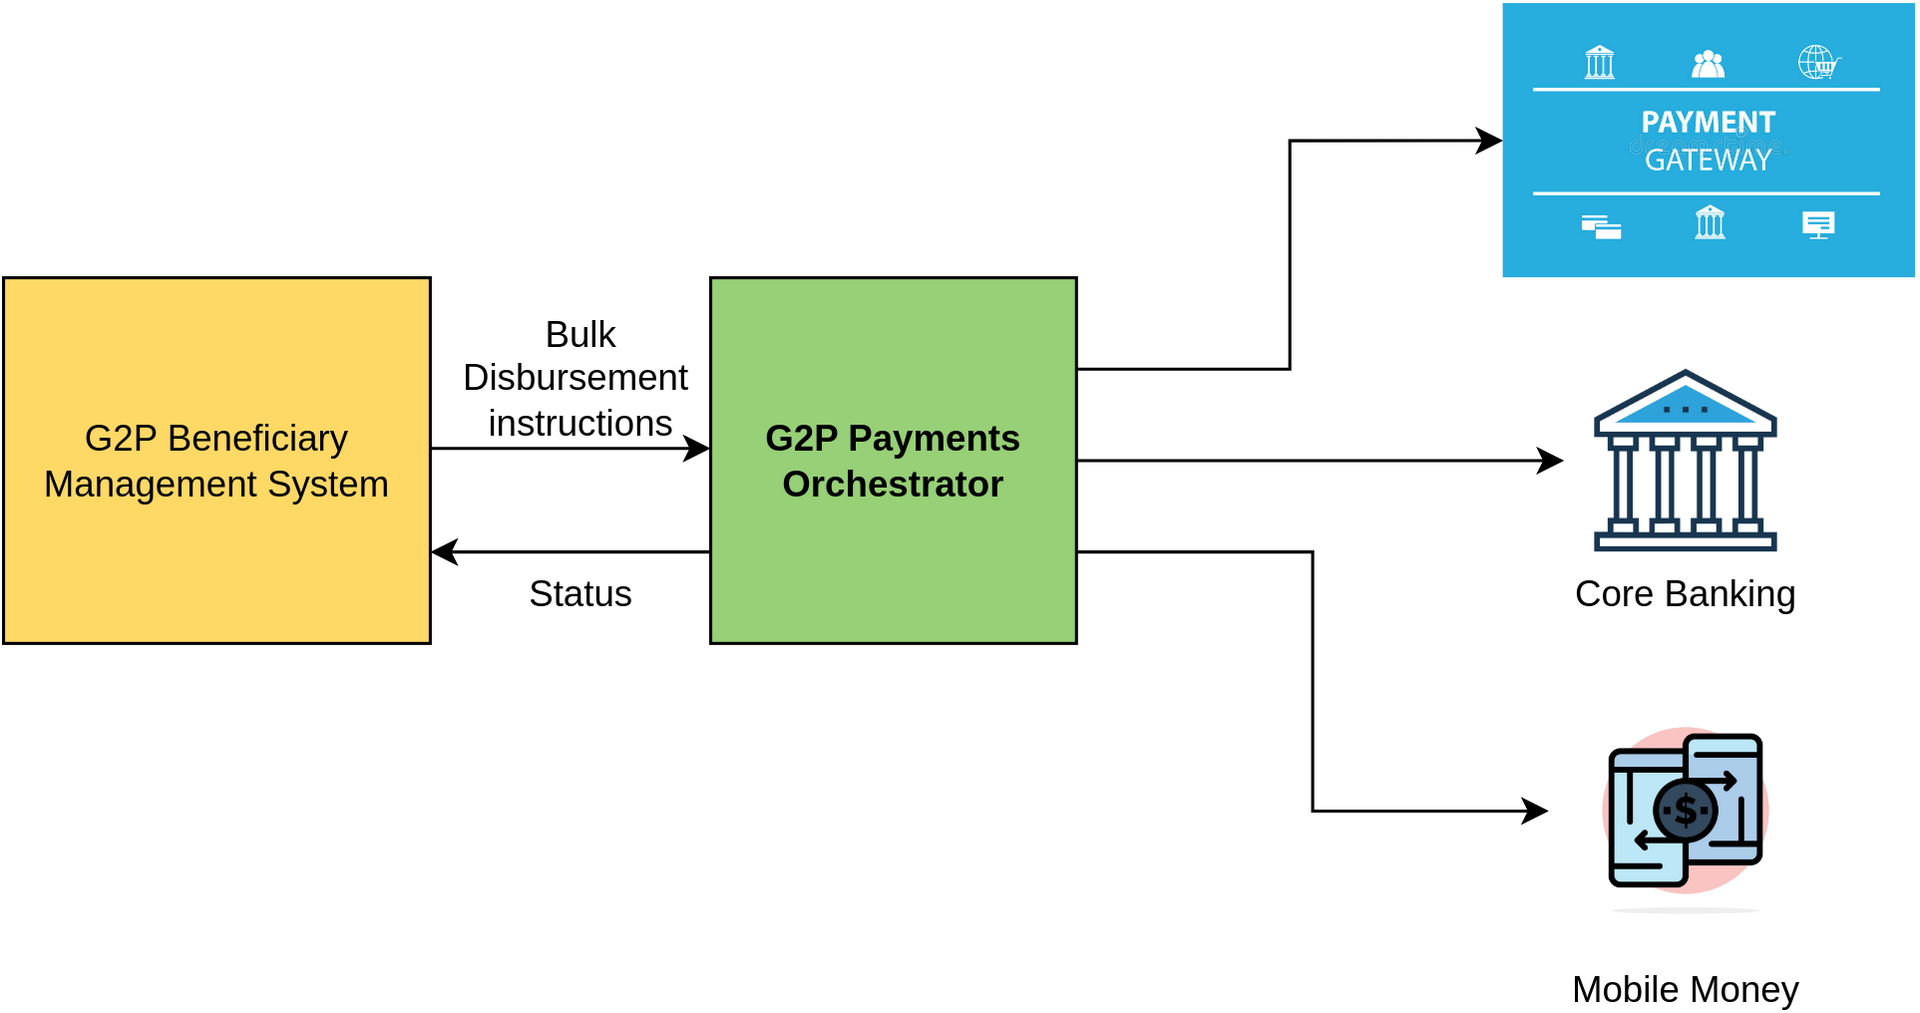 PAYMENT
GATEWAY
Bulk
Disbursement
instructions
G2P Beneficiary
Management System
G2P Payments
Orchestrator
Status
Core Banking
Mobile Money